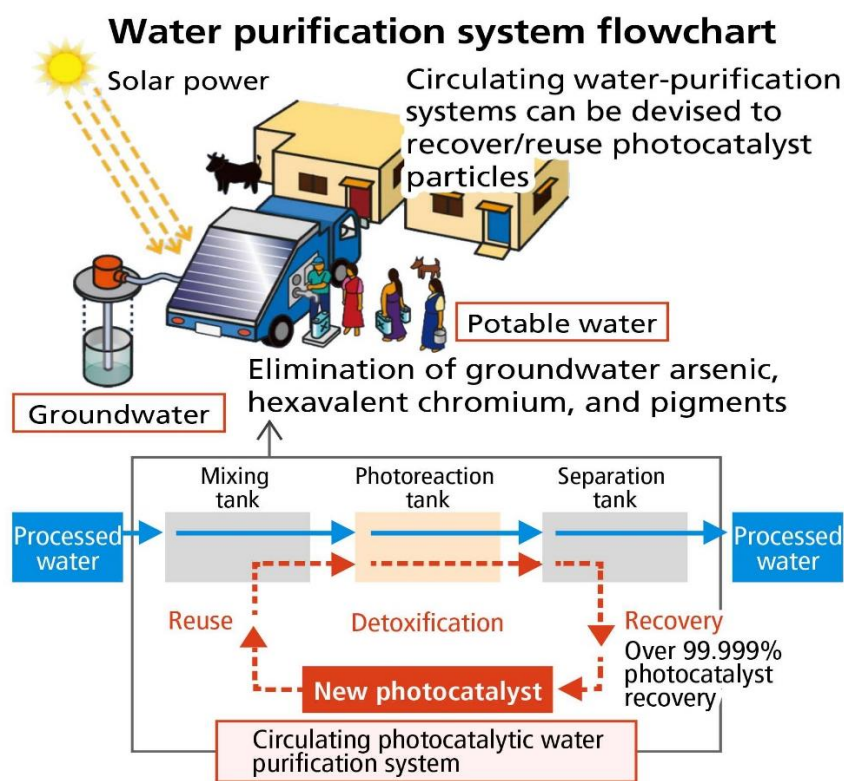 Water purification system flowchart
Solar power
Circulating water-purification
systems can be devised to
recover/reuse photocatalyst
particles
Potable water
Groundwater
Elimination of groundwater arsenic,
hexavalent chromium, and pigments
Mixing
tank
Photoreaction
tank
Separation
tank
Processed
water
Processed
water
Reuse
Detoxification
Recovery
Over 99.999%
photocatalyst
recovery
New photocatalyst
Circulating photocatalytic water
purification system